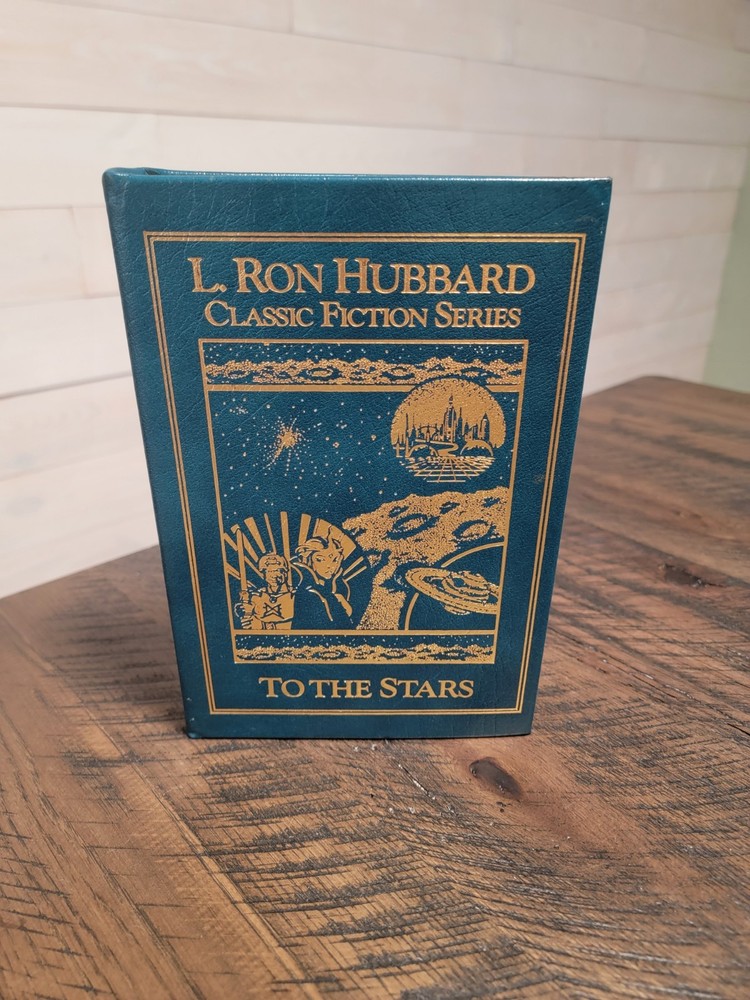 L. RON HUBBARD
CLASSIC FICTION SERIES
TO THE STARS